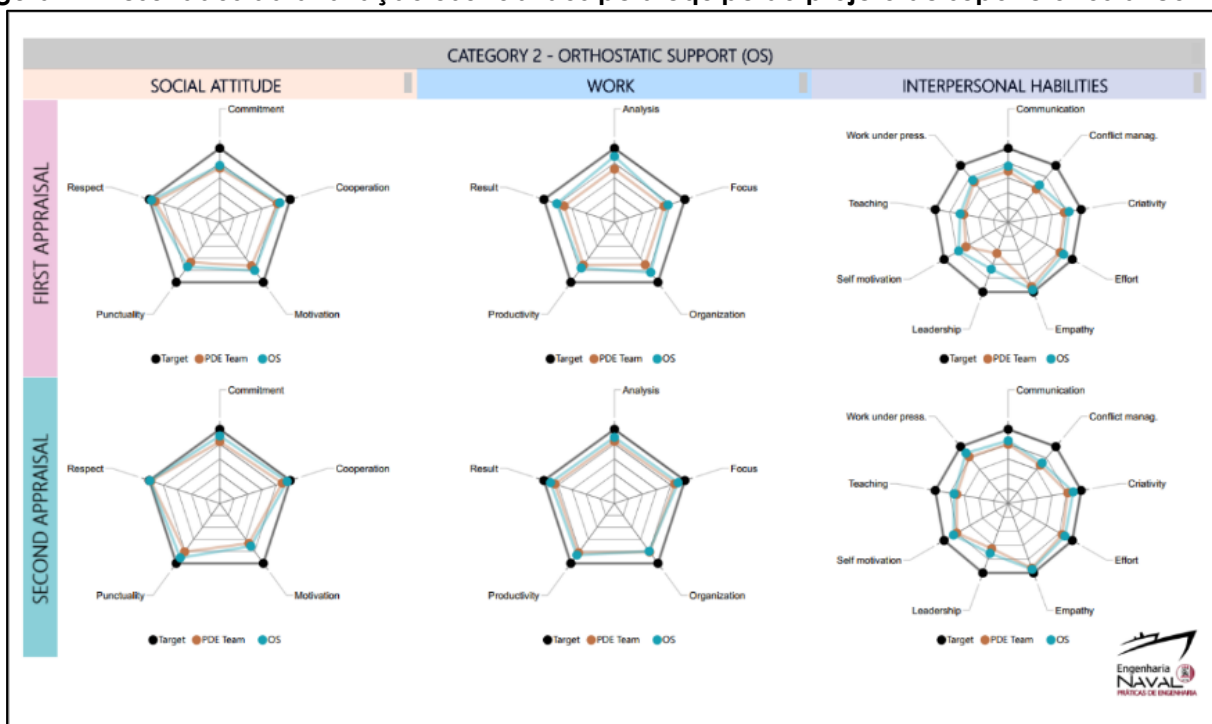 CATEGORY 2 - ORTHOSTATIC SUPPORT (OS)
SOCIAL ATTITUDE
WORK
INTERPERSONAL HABILITIES
FIRST APPRAISAL
Commitment
Respect
Cooperation
Punctuality
Motivation
Target PDE Team OS
Analysis
Result
Focus
Productivity
Organization
Target PDE Team OS
Communication
Work under press.
Conflict manag.
Teaching
Criativity
Self motivation
Effort
Leadership
Empathy
Target PDE Team OS
SECOND APPRAISAL
Commitment
Respect
Cooperation
Punctuality
Motivation
Target PDE Team OS
Analysis
Result
Focus
Productivity
Organization
Target PDE Team OS
Communication
Work under press.
Conflict manag.
Teaching
Criativity
Self motivation
Effort
Leadership
Empathy
Target PDE Team OS
Engenharia
NAVAL
PRÁTICAS DE ENGENHARIA